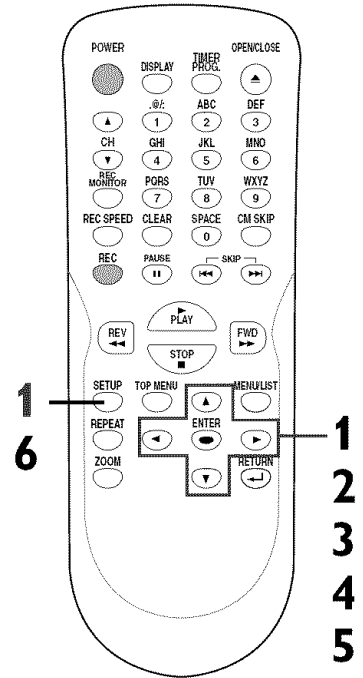 POWER
DISPLAY
TIMER
PROG.
OPEN/CLOSE
.@/:
ABC
DEF
1
2
3
CH
GHI
JKL
MNO
4
5
6
REC
MONITOR
PQRS
TUV
WXYZ
7
8
9
REC SPEED
CLEAR
SPACE
CM SKIP
0
REC
PAUSE
SKIP
PLAY
REV
FWD
STOP
SETUP
TOP MENU
MENU/LIST
1
REPEAT
ENTER
1
6
ZOOM
RETURN
2
3
4
5